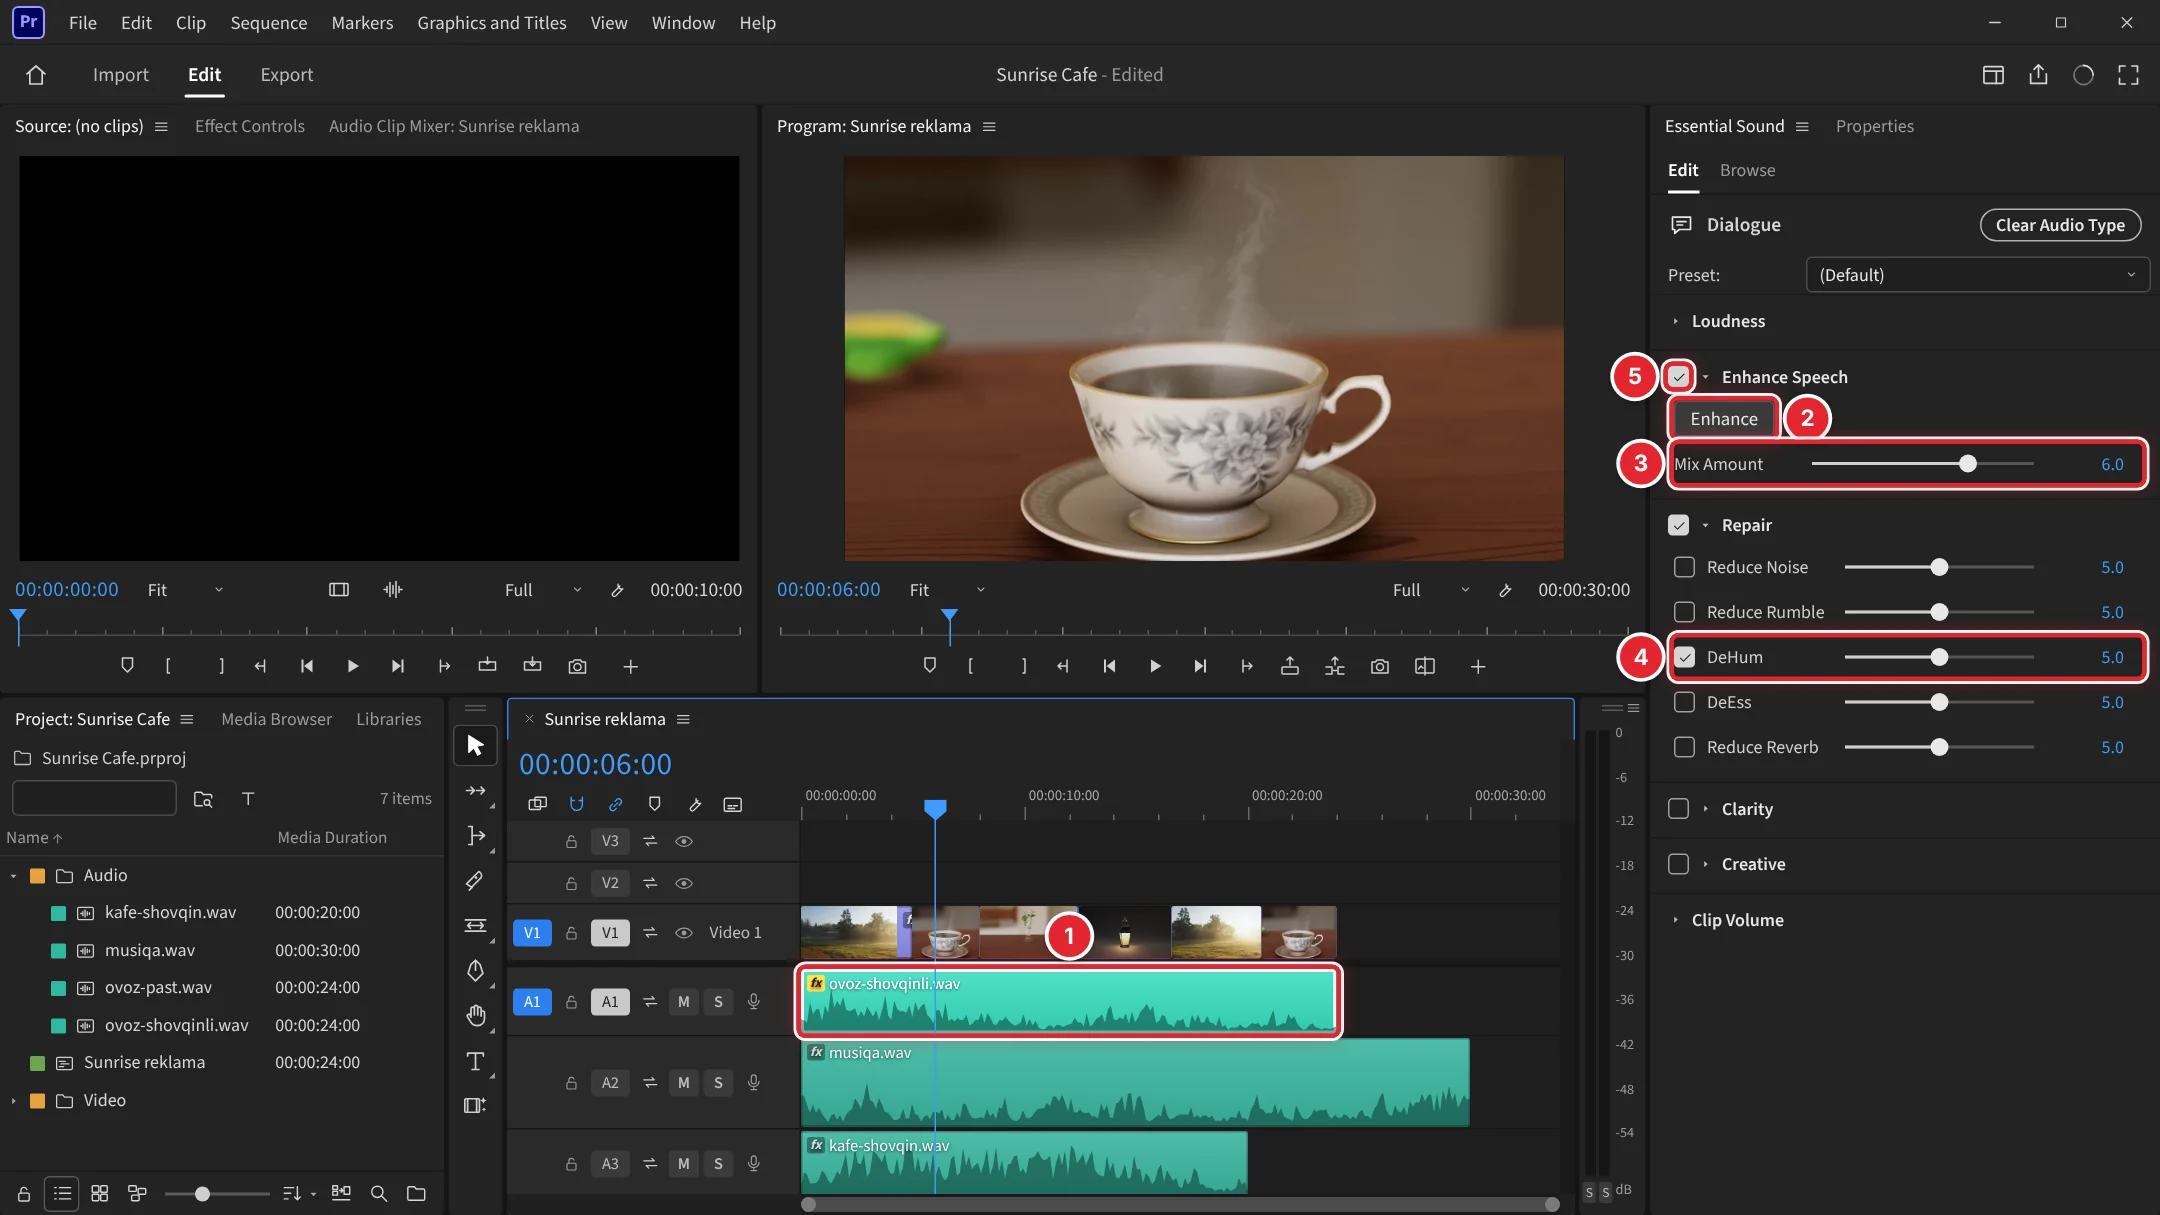 Pr File Edit Clip Sequence Markers Graphics and Titles View Window Help
Import Edit Export Sunrise Cafe - Edited
Source: (no clips) Effect Controls Audio Clip Mixer: Sunrise reklama
00:00:00:00 Fit Full 00:00:10:00
Program: Sunrise reklama
00:00:06:00 Fit Full 00:00:30:00
Essential Sound Properties
Edit Browse
Dialogue Clear Audio Type
Preset: (Default)
Loudness
5 Enhance Speech
Enhance 2
3 Mix Amount 6.0
Repair
Reduce Noise 5.0
Reduce Rumble 5.0
4 DeHum 5.0
DeEss 5.0
Reduce Reverb 5.0
Clarity
Creative
Clip Volume
Project: Sunrise Cafe Media Browser Libraries
Sunrise Cafe.prproj
7 items
Name Media Duration
Audio
kafe-shovqin.wav 00:00:20:00
musiqa.wav 00:00:30:00
ovoz-past.wav 00:00:24:00
ovoz-shovqinli.wav 00:00:24:00
Sunrise reklama 00:00:24:00
Video
Sunrise reklama
00:00:06:00
00:00:00:00 00:00:10:00 00:00:20:00 00:00:30:00
V3
V2
V1 V1 Video 1 1
A1 A1 M S fx ovoz-shovqinli.wav
A2 M S fx musiqa.wav
A3 M S fx kafe-shovqin.wav
0
-6
-12
-18
-24
-30
-36
-42
-48
-54
S S dB